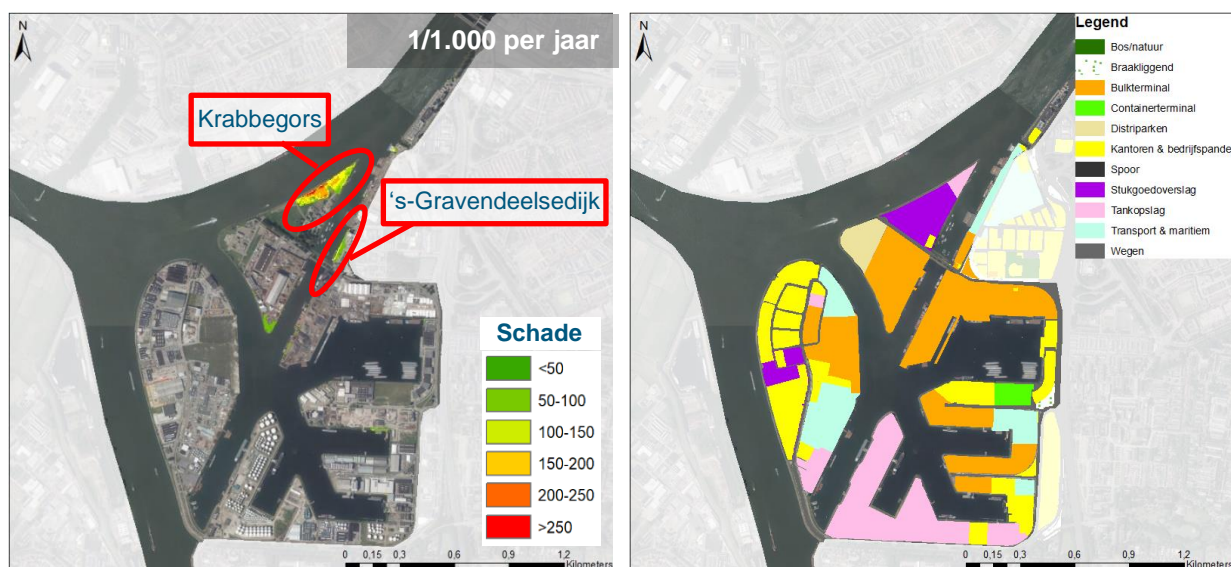 N
1/1.000 per jaar
Krabbegors
‘s-Gravendeelsedijk
Schade
<50
50-100
100-150
150-200
200-250
>250
0 0,15 0,3 0,6 0,9 1,2
Kilometers
N
Legend
Bos/natuur
Braakliggend
Bulkterminal
Containerterminal
Distriparken
Kantoren & bedrijfspande
Spoor
Stukgoedoverslag
Tankopslag
Transport & maritiem
Wegen
0 0,15 0,3 0,6 0,9 1,2
Kilometers